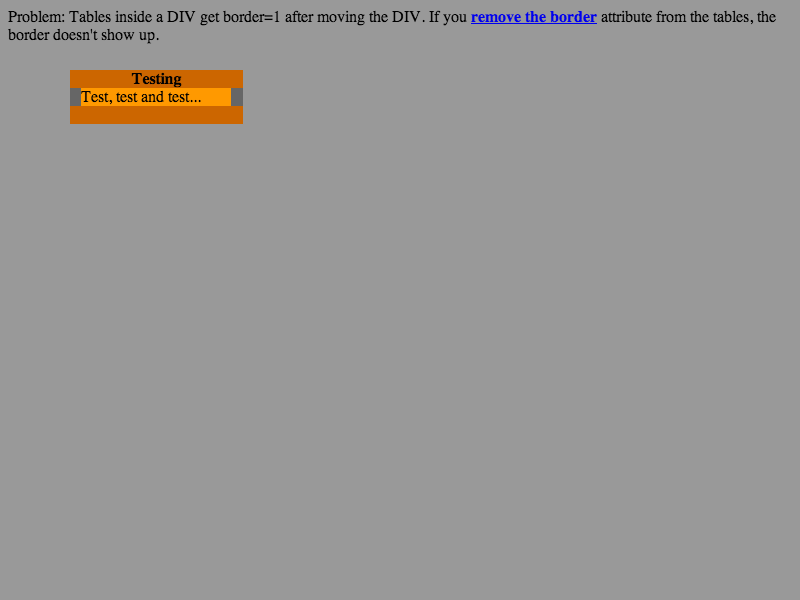 Problem: Tables inside a DIV get border=1 after moving the DIV. If you remove the border attribute from the tables, the
border doesn't show up.
Testing
Test, test and test...